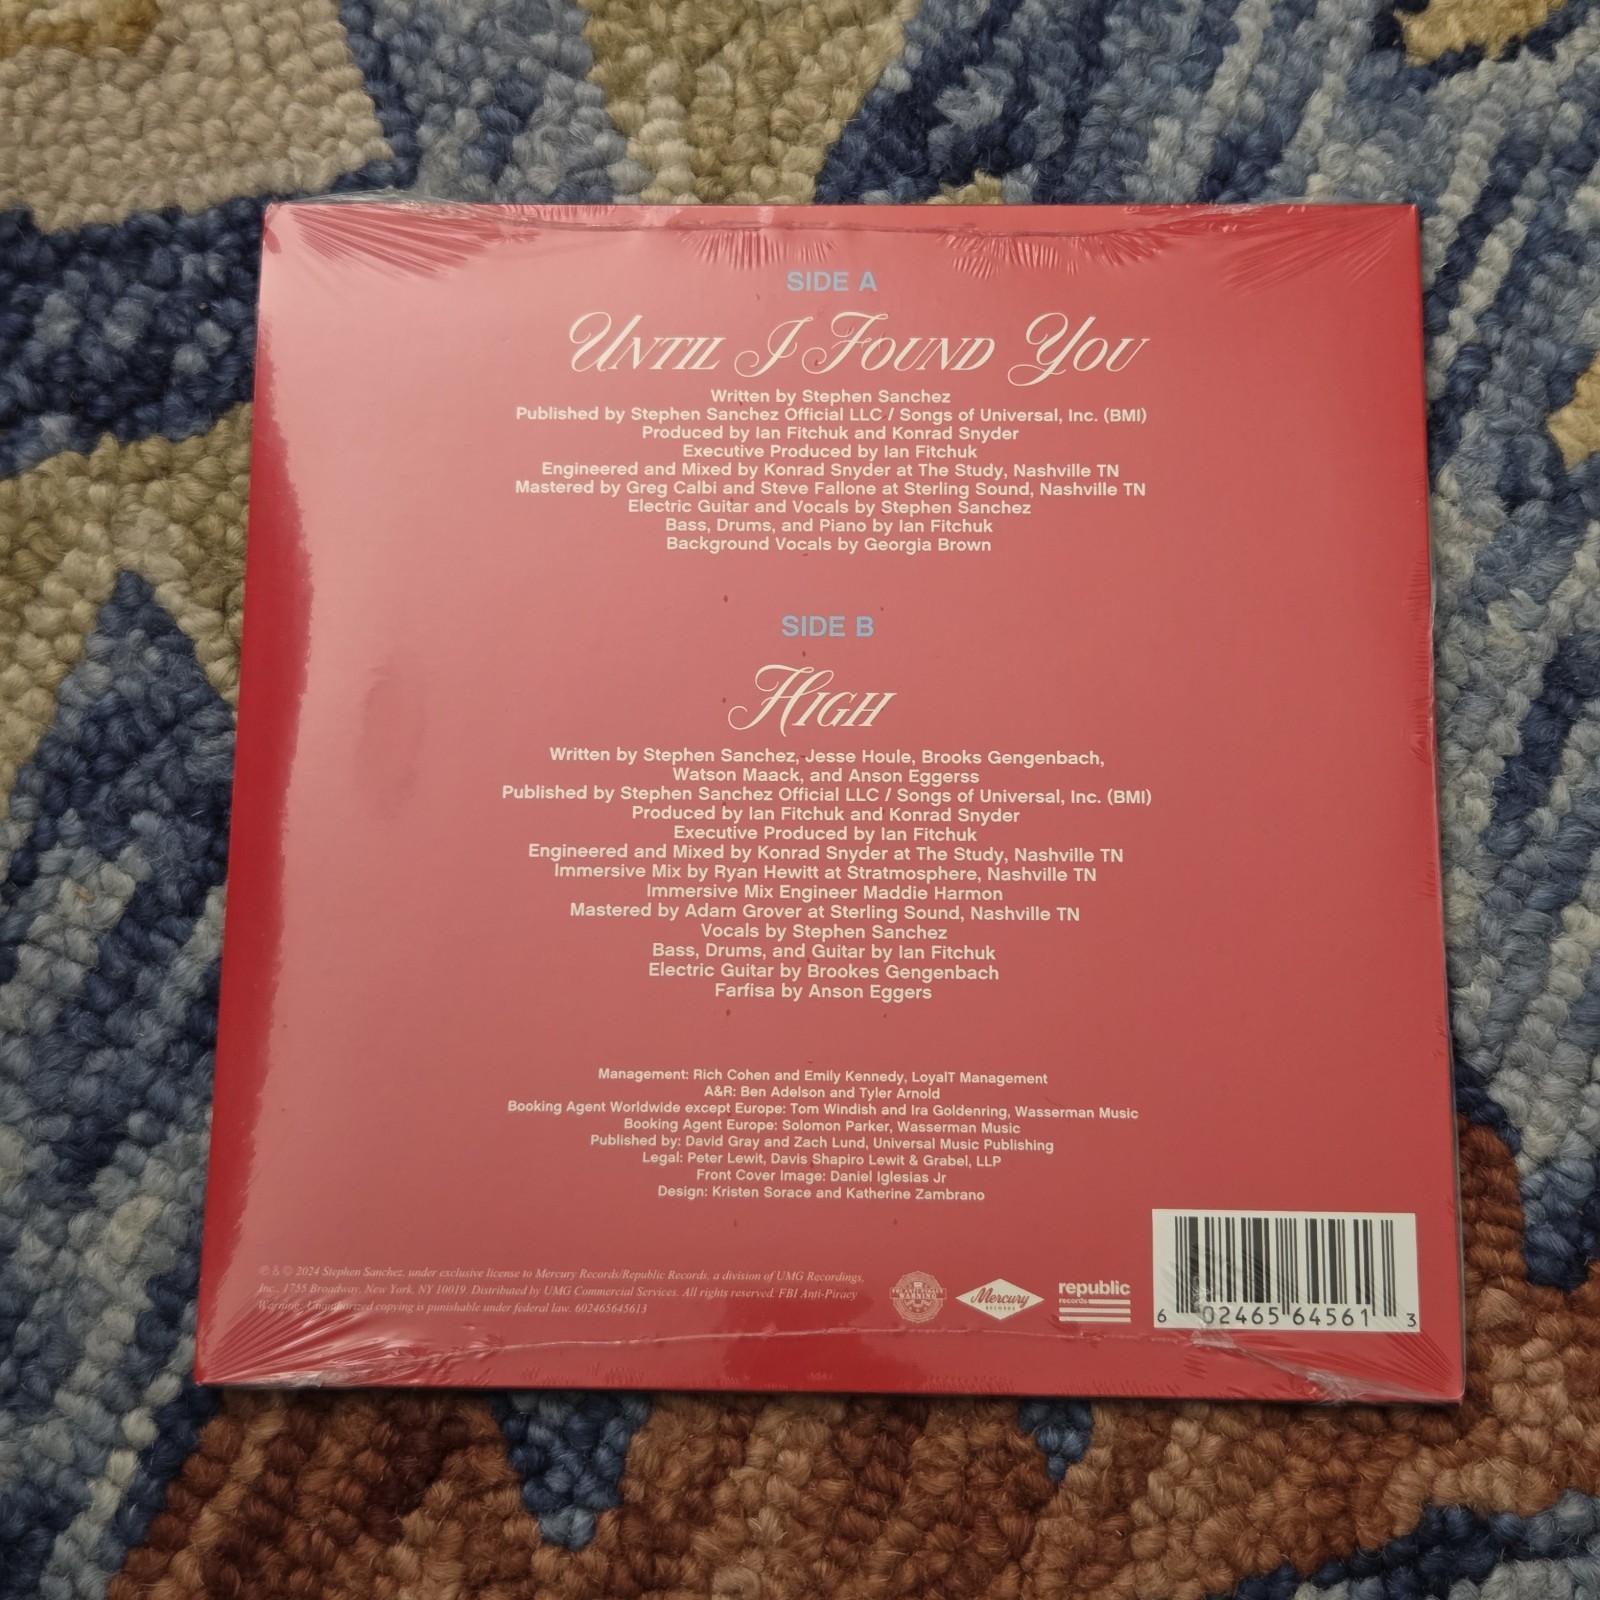 SIDE A
UNTIL I FOUND YOU
Written by Stephen Sanchez
Published by Stephen Sanchez Official LLC / Songs of Universal, Inc. (BMI)
Produced by Ian Fitchuk and Konrad Snyder
Executive Produced by Ian Fitchuk
Engineered and Mixed by Konrad Snyder at The Study, Nashville TN
Mastered by Greg Calbi and Steve Fallone at Sterling Sound, Nashville TN
Electric Guitar and Vocals by Stephen Sanchez
Bass, Drums, and Piano by Ian Fitchuk
Background Vocals by Georgia Brown
SIDE B
HIGH
Written by Stephen Sanchez, Jesse Houle, Brooks Gengenbach,
Watson Maack, and Anson Eggerss
Published by Stephen Sanchez Official LLC / Songs of Universal, Inc. (BMI)
Produced by Ian Fitchuk and Konrad Snyder
Executive Produced by Ian Fitchuk
Engineered and Mixed by Konrad Snyder at The Study, Nashville TN
Immersive Mix by Ryan Hewitt at Stratmosphere, Nashville TN
Immersive Mix Engineer Maddie Harmon
Mastered by Adam Grover at Sterling Sound, Nashville TN
Vocals by Stephen Sanchez
Bass, Drums, and Guitar by Ian Fitchuk
Electric Guitar by Brookes Gengenbach
Farfisa by Anson Eggers
Management: Rich Cohen and Emily Kennedy, LoyalT Management
A&R: Ben Adelson and Tyler Arnold
Booking Agent Worldwide except Europe: Tom Windish and Ira Goldenring, Wasserman Music
Booking Agent Europe: Solomon Parker, Wasserman Music
Published by: David Gray and Zach Lund, Universal Music Publishing
Legal: Peter Lewit, Davis Shapiro Lewit & Grabel, LLP
Front Cover Image: Daniel Iglesias Jr
Design: Kristen Sorace and Katherine Zambrano
℗ & © 2024 Stephen Sanchez, under exclusive license to Mercury Records/Republic Records, a division of UMG Recordings,
Inc., 1755 Broadway, New York, NY 10019. Distributed by UMG Commercial Services. All rights reserved. FBI Anti-Piracy
Warning: Unauthorized copying is punishable under federal law. 602465645613
WARNING
Mercury
RECORDS
republic
records
6 02465 64561 3